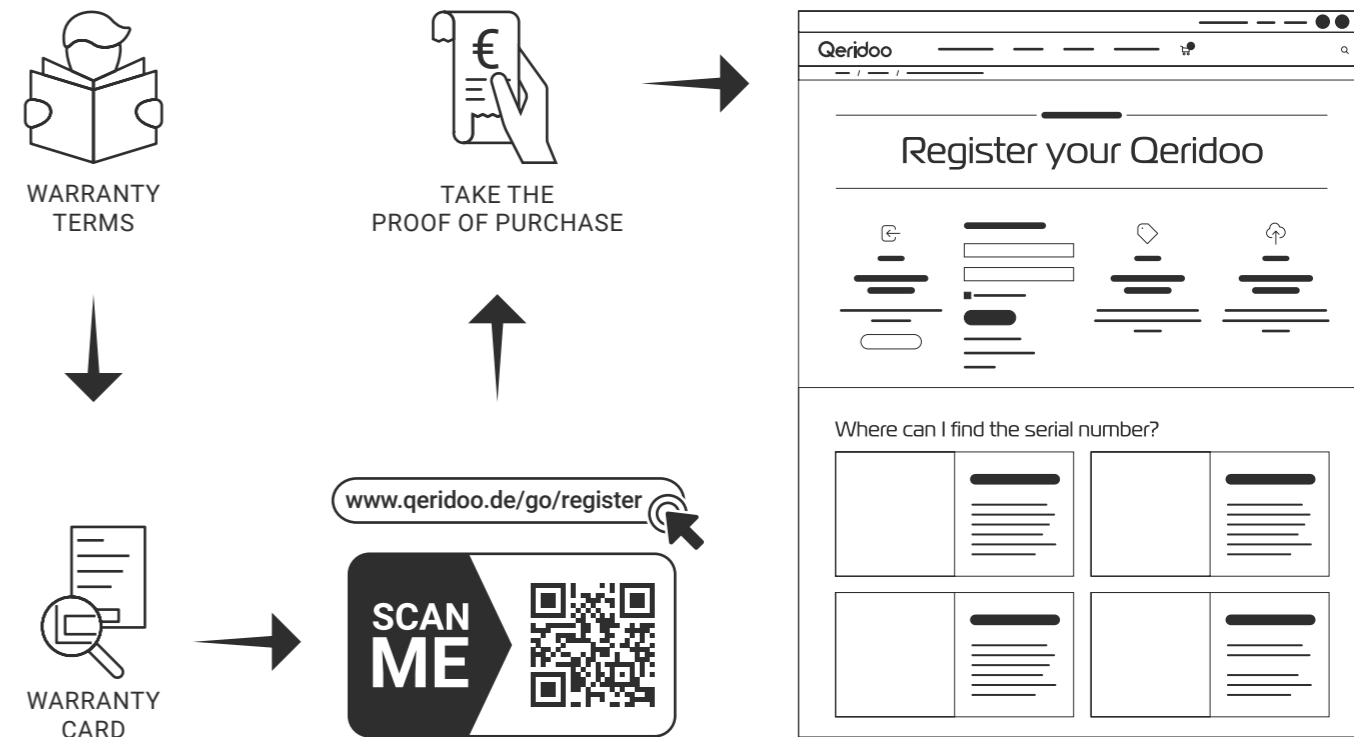 WARRANTY
TERMS
WARRANTY
CARD
www.qeridoo.de/go/register
SCAN
ME
€
TAKE THE
PROOF OF PURCHASE
Qeridoo
Register your Qeridoo
Where can I find the serial number?